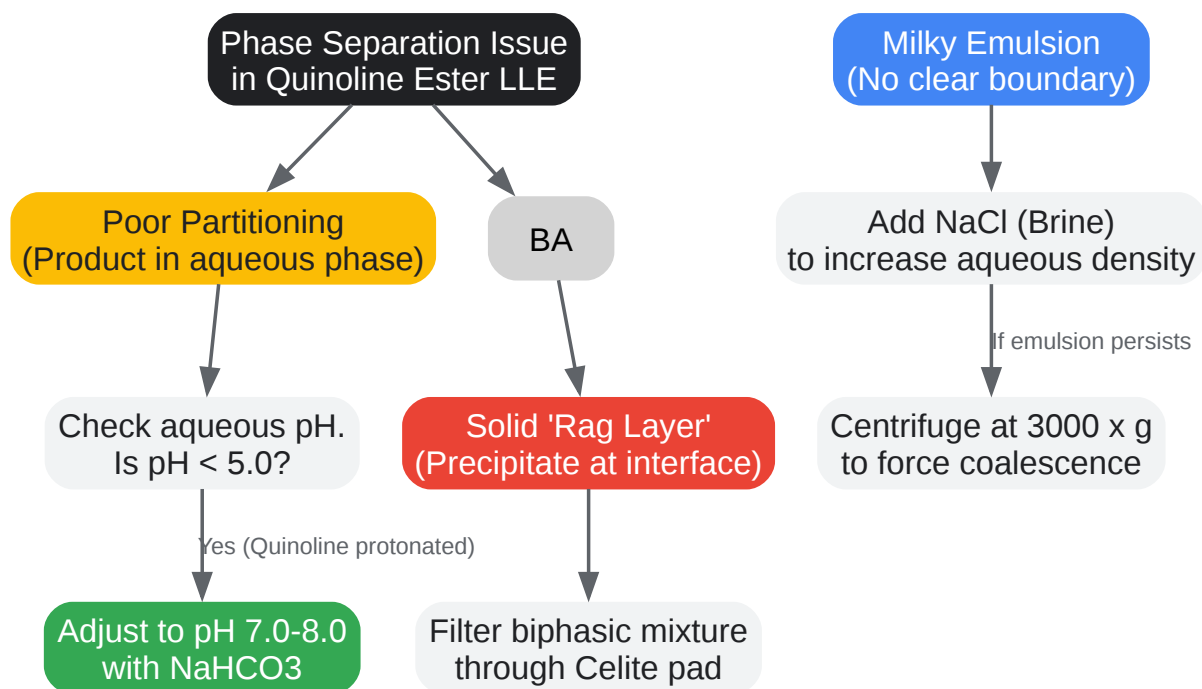 Phase Separation Issue
in Quinoline Ester LLE
Milky Emulsion
(No clear boundary)
Poor Partitioning
(Product in aqueous phase)
BA
Add NaCl (Brine)
to increase aqueous density
If emulsion persists
Check aqueous pH.
Is pH < 5.0?
Solid 'Rag Layer'
(Precipitate at interface)
Centrifuge at 3000 x g
to force coalescence
Yes (Quinoline protonated)
Adjust to pH 7.0-8.0
with NaHCO3
Filter biphasic mixture
through Celite pad